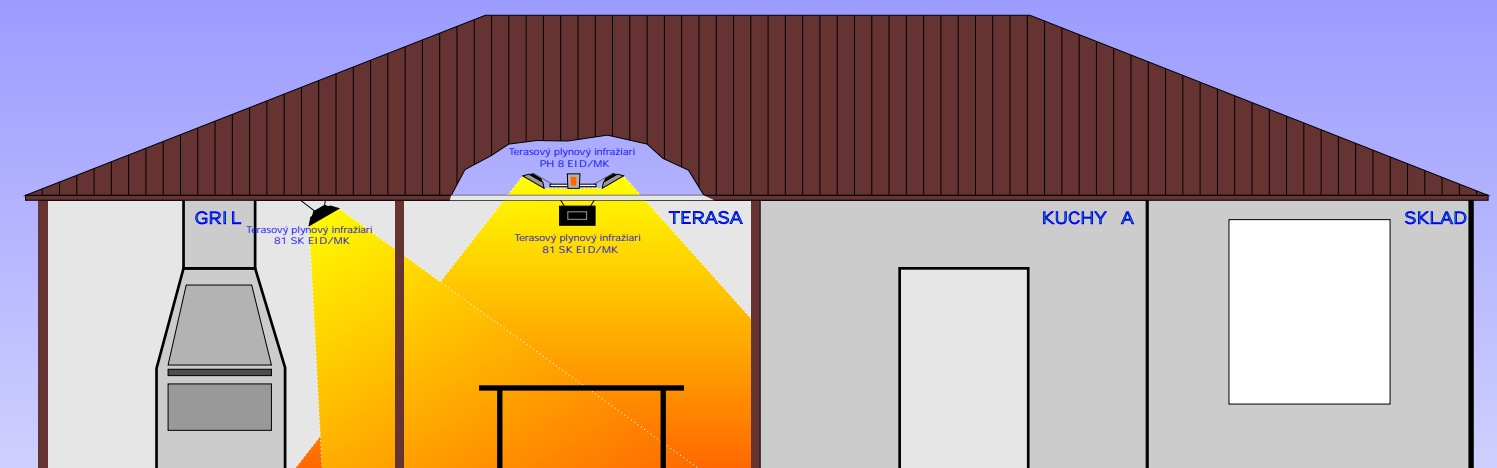 Terasový plynový infražiari
PH 8 EID/MK
GRIL
Terasový plynový infražiari
81 SK EID/MK
Terasový plynový infražiari
81 SK EID/MK
TERASA
KUCHY A
SKLAD